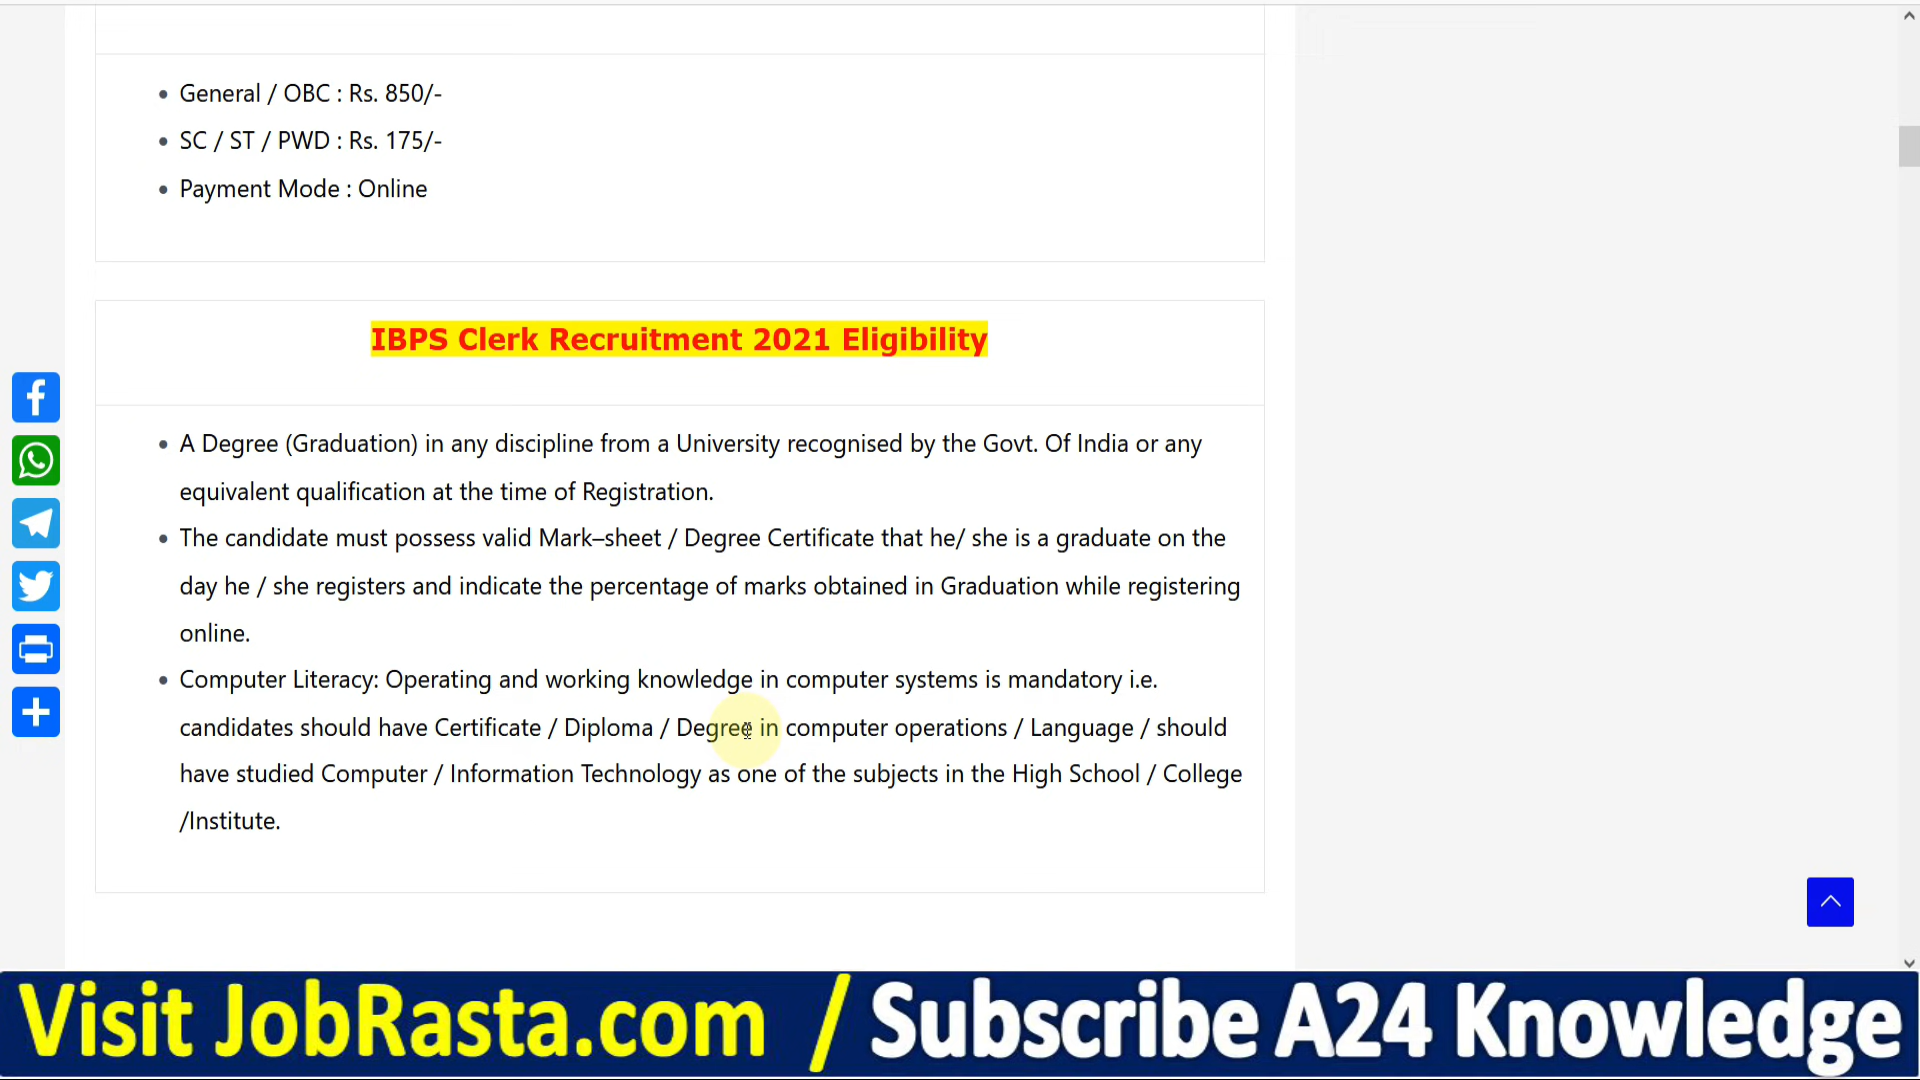 General / OBC : Rs. 850/-
SC / ST / PWD : Rs. 175/-
Payment Mode : Online
IBPS Clerk Recruitment 2021 Eligibility
A Degree (Graduation) in any discipline from a University recognised by the Govt. Of India or any
equivalent qualification at the time of Registration.
The candidate must possess valid Mark–sheet / Degree Certificate that he/ she is a graduate on the
day he / she registers and indicate the percentage of marks obtained in Graduation while registering
online.
Computer Literacy: Operating and working knowledge in computer systems is mandatory i.e.
candidates should have Certificate / Diploma / Degree in computer operations / Language / should
have studied Computer / Information Technology as one of the subjects in the High School / College
/Institute.
Visit JobRasta.com / Subscribe A24 Knowledge